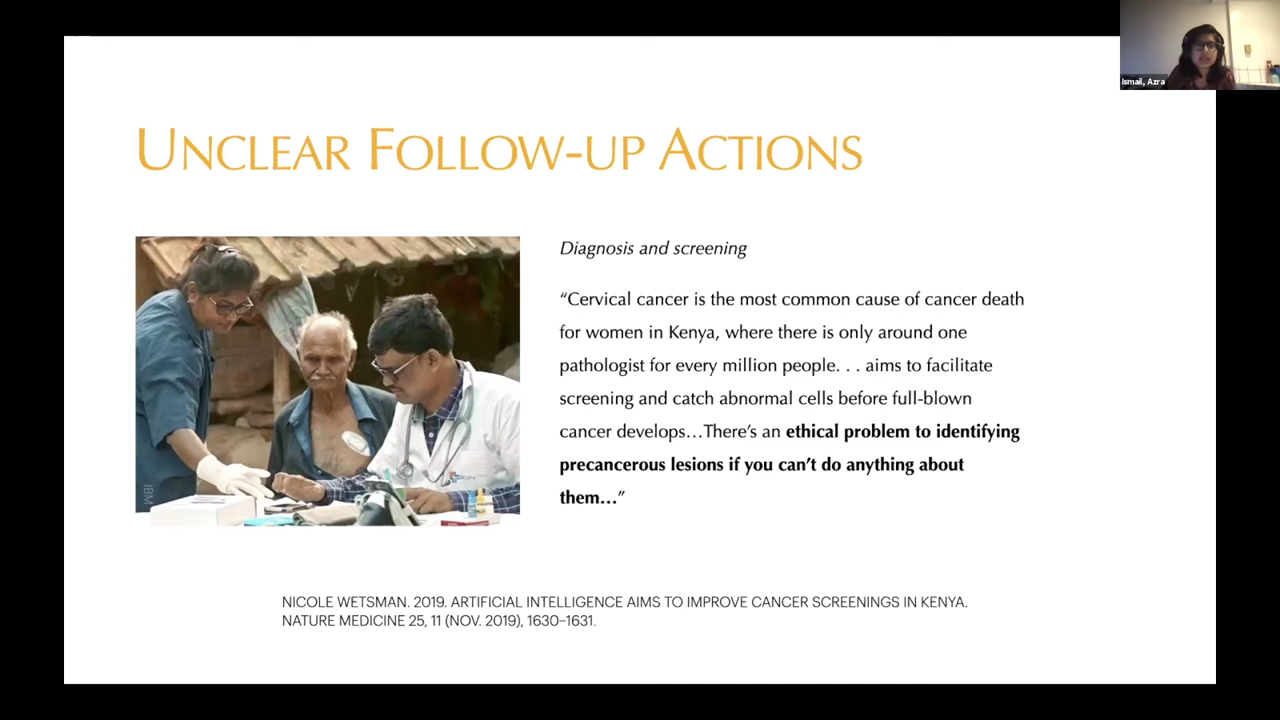 Ismail, Azra
UNCLEAR FOLLOW-UP ACTIONS
Diagnosis and screening
“Cervical cancer is the most common cause of cancer death
for women in Kenya, where there is only around one
pathologist for every million people. . . aims to facilitate
screening and catch abnormal cells before full-blown
cancer develops…There’s an ethical problem to identifying
precancerous lesions if you can’t do anything about
them…”
IBM
NICOLE WETSMAN. 2019. ARTIFICIAL INTELLIGENCE AIMS TO IMPROVE CANCER SCREENINGS IN KENYA.
NATURE MEDICINE 25, 11 (NOV. 2019), 1630–1631.